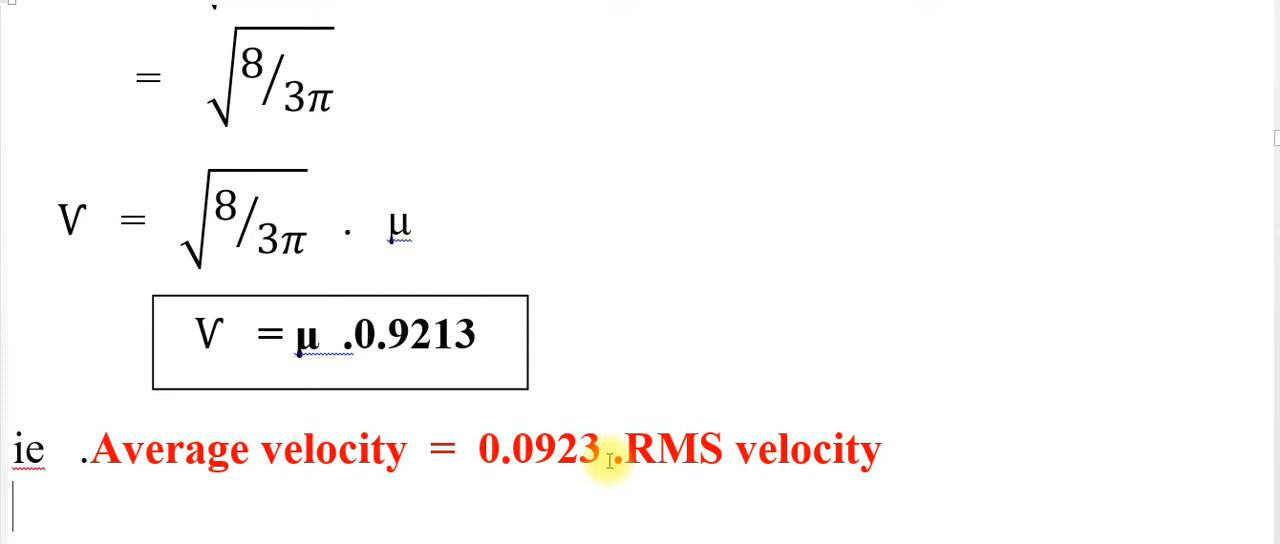 = √8/3π
V = √8/3π . μ
V = μ .0.9213
ie .Average velocity = 0.0923 .RMS velocity